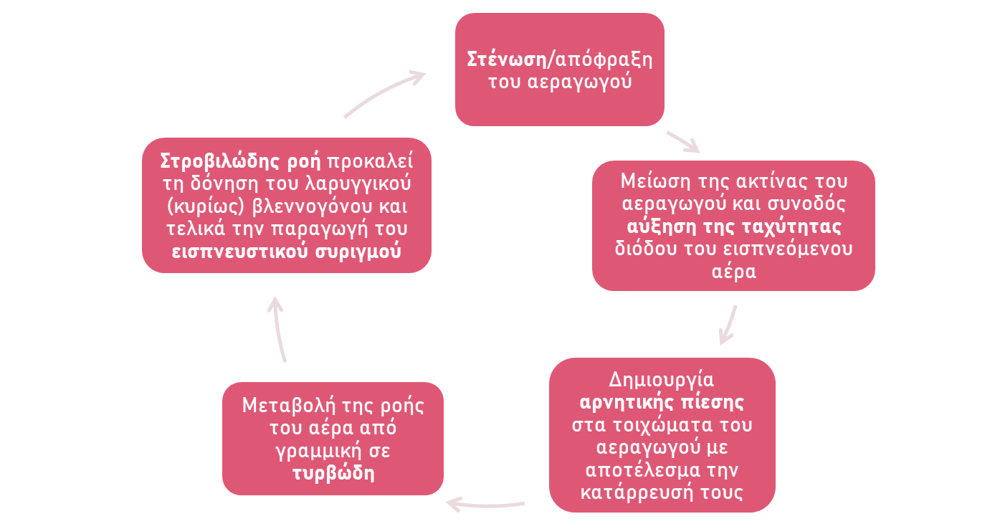 Στένωση/απόφραξη
του αεραγωγού
Μείωση της ακτίνας του
αεραγωγού και συνοδός
αύξηση της ταχύτητας
διόδου του εισπνεόμενου
αέρα
Δημιουργία
αρνητικής πίεσης
στα τοιχώματα του
αεραγωγού με
αποτέλεσμα την
κατάρρευσή τους
Μεταβολή της ροής
του αέρα από
γραμμική σε
τυρβώδη
Στροβιλώδης ροή προκαλεί
τη δόνηση του λαρυγγικού
(κυρίως) βλεννογόνου και
τελικά την παραγωγή του
εισπνευστικού συριγμού